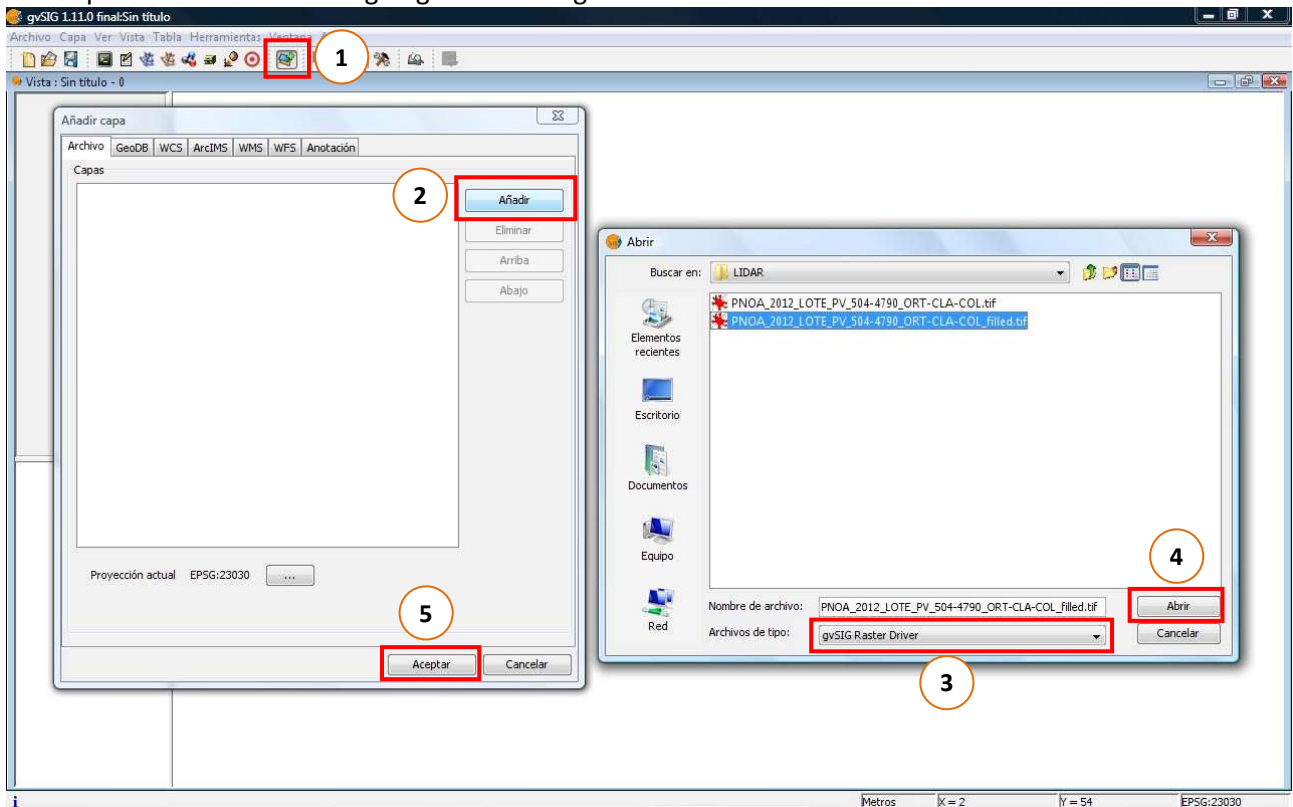 gvSIG 1.11.0 final:Sin título
Archivo Capa Ver Vista Tabla Herramientas Ventana
1
Vista : Sin título - 0
Añadir capa
Archivo GeoDB WCS ArcIMS WMS WFS Anotación
Capas
2
Añadir
Eliminar
Arriba
Abajo
Proyección actual EPSG:23030 ...
5
Aceptar Cancelar
Abrir
Buscar en: LIDAR
PNOA_2012_LOTE_PV_504-4790_ORT-CLA-COL.tif
PNOA_2012_LOTE_PV_504-4790_ORT-CLA-COL_filled.tif
Elementos
recientes
Escritorio
Documentos
Equipo
Red
4
Nombre de archivo: PNOA_2012_LOTE_PV_504-4790_ORT-CLA-COL_filled.tif Abrir
Archivos de tipo: gvSIG Raster Driver Cancelar
3
Metros X = 2 Y = 54 EPSG:23030